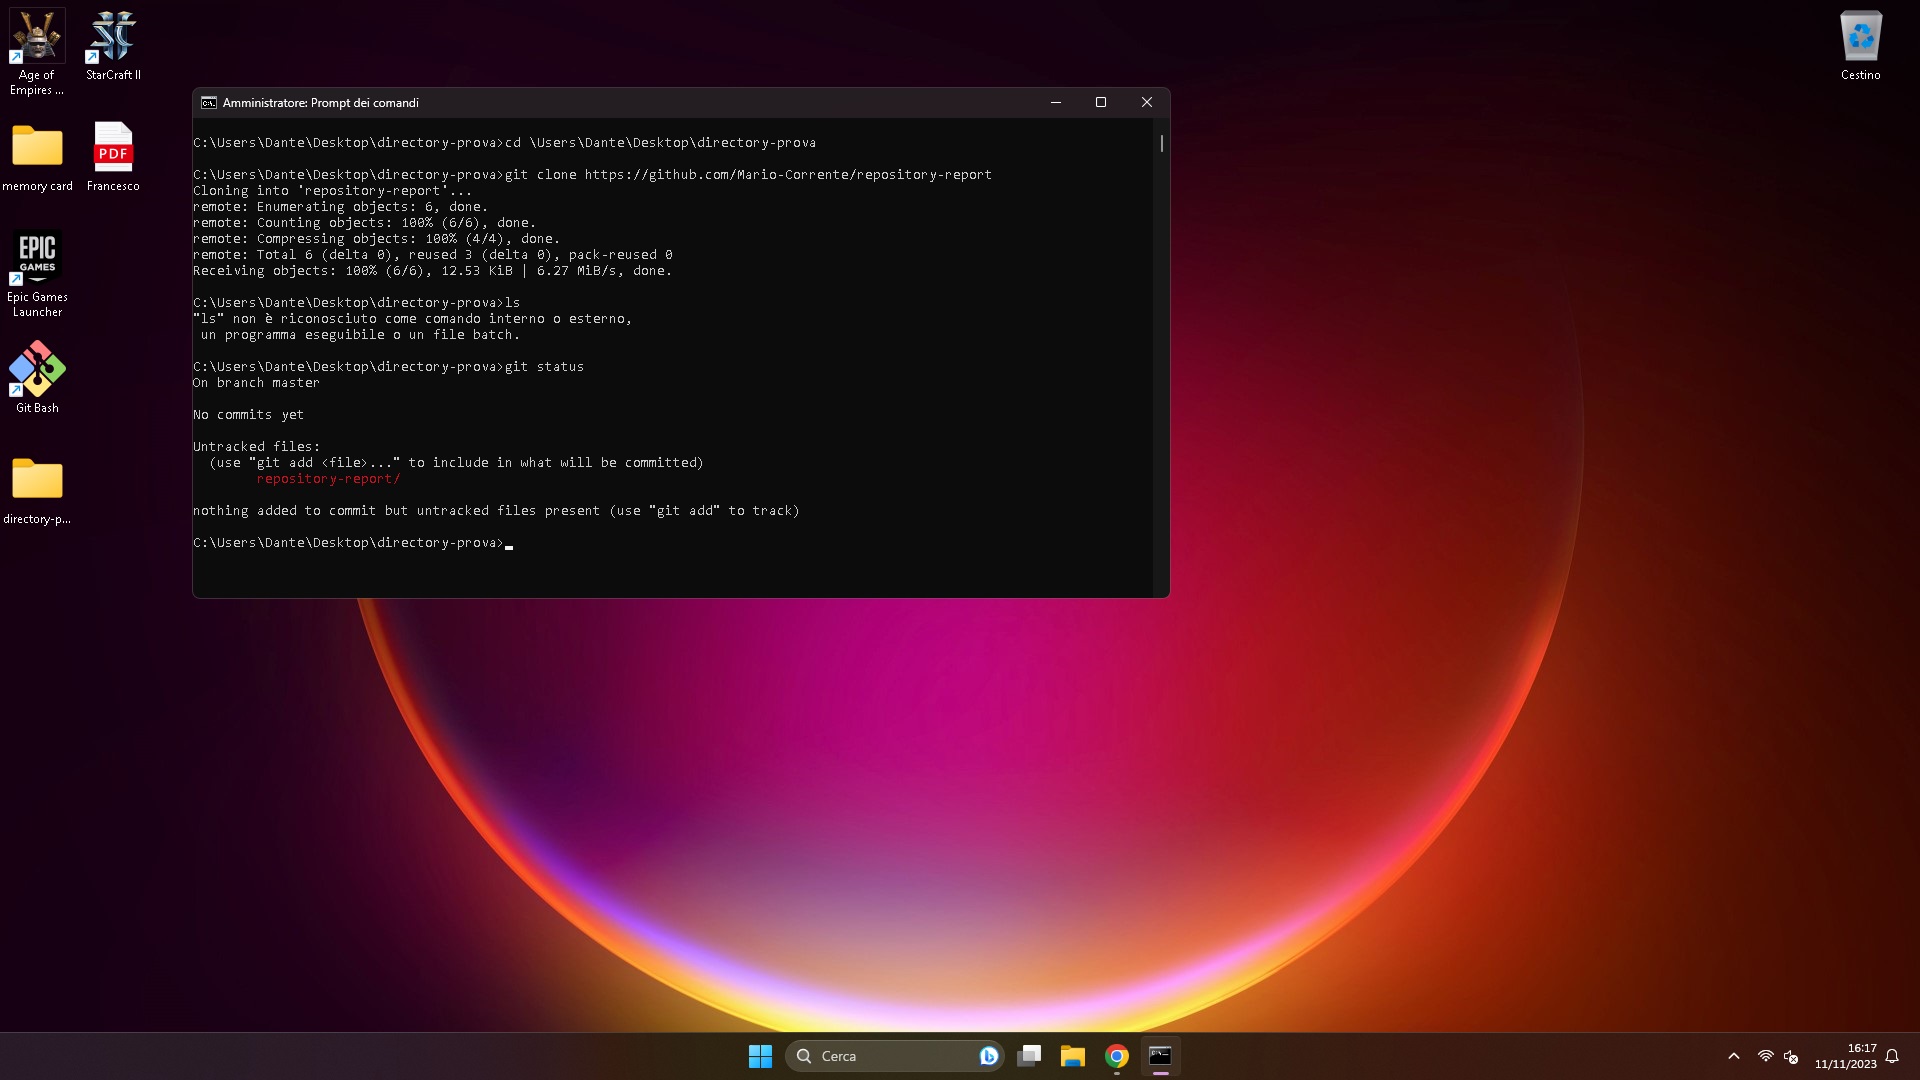 Age of
Empires ...
StarCraft II
memory card
PDF
Francesco
EPIC
GAMES
Epic Games
Launcher
Git Bash
directory-p...
Cestino
Amministratore: Prompt dei comandi
C:\Users\Dante\Desktop\directory-prova>cd \Users\Dante\Desktop\directory-prova
C:\Users\Dante\Desktop\directory-prova>git clone https://github.com/Mario-Corrente/repository-report
Cloning into 'repository-report'...
remote: Enumerating objects: 6, done.
remote: Counting objects: 100% (6/6), done.
remote: Compressing objects: 100% (4/4), done.
remote: Total 6 (delta 0), reused 3 (delta 0), pack-reused 0
Receiving objects: 100% (6/6), 12.53 KiB | 6.27 MiB/s, done.
C:\Users\Dante\Desktop\directory-prova>ls
"ls" non è riconosciuto come comando interno o esterno,
 un programma eseguibile o un file batch.
C:\Users\Dante\Desktop\directory-prova>git status
On branch master
No commits yet
Untracked files:
  (use "git add <file>..." to include in what will be committed)
        repository-report/
nothing added to commit but untracked files present (use "git add" to track)
C:\Users\Dante\Desktop\directory-prova>
Cerca
16:17
11/11/2023